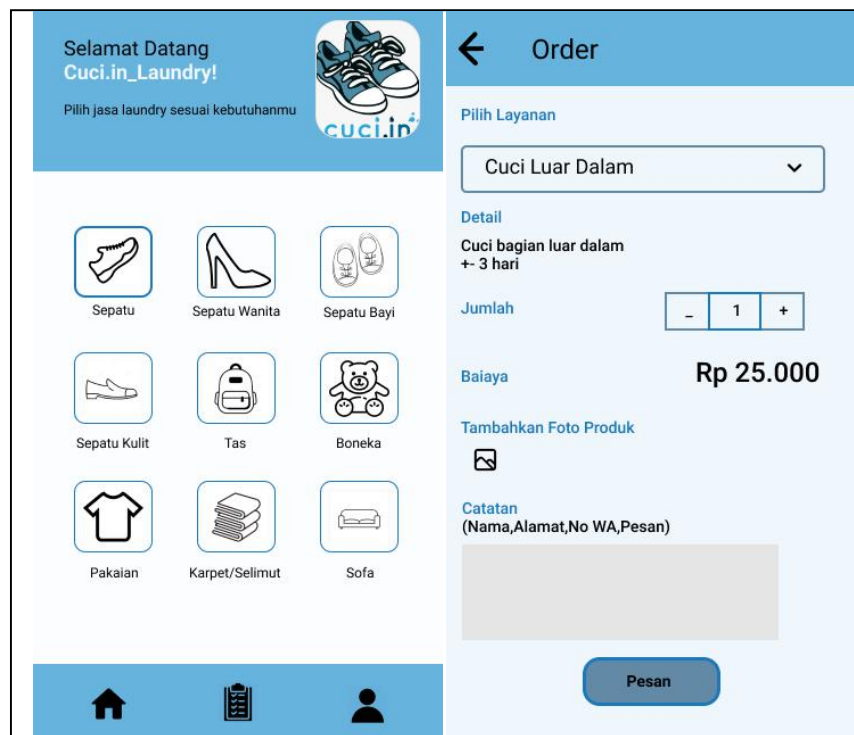 Selamat Datang
Cuci.in_Laundry!
Pilih jasa laundry sesuai kebutuhanmu
cuci.in
Sepatu
Sepatu Wanita
Sepatu Bayi
Sepatu Kulit
Tas
Boneka
Pakaian
Karpet/Selimut
Sofa
Order
Pilih Layanan
Cuci Luar Dalam
Detail
Cuci bagian luar dalam
+- 3 hari
Jumlah
- 1 +
Baiaya
Rp 25.000
Tambahkan Foto Produk
Catatan
(Nama,Alamat,No WA,Pesan)
Pesan